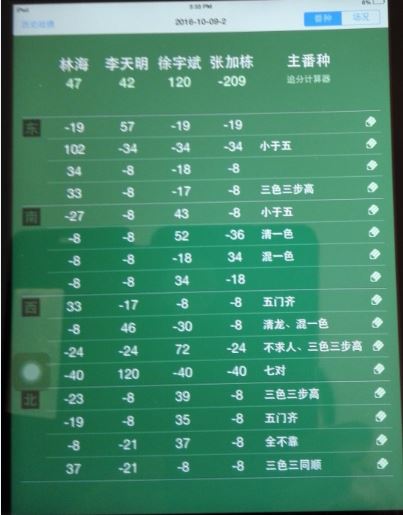 iPad 5:55 PM 6%
历史战绩 2016-10-09-2 番种 场况
林海 李天明 徐宇斌 张加栋 主番种
47 42 120 -209 追分计算器
东 -19 57 -19 -19
102 -34 -34 -34 小于五
34 -8 -18 -8
33 -8 -17 -8 三色三步高
南 -27 -8 43 -8 小于五
-8 -8 52 -36 清一色
-8 -8 -18 34 混一色
-8 -8 34 -18
西 33 -17 -8 -8 五门齐
-8 46 -30 -8 清龙、混一色
-24 -24 72 -24 不求人、三色三步高
-40 120 -40 -40 七对
北 -23 -8 39 -8 三色三步高
-19 -8 35 -8 五门齐
-8 -21 37 -8 全不靠
37 -21 -8 -8 三色三同顺